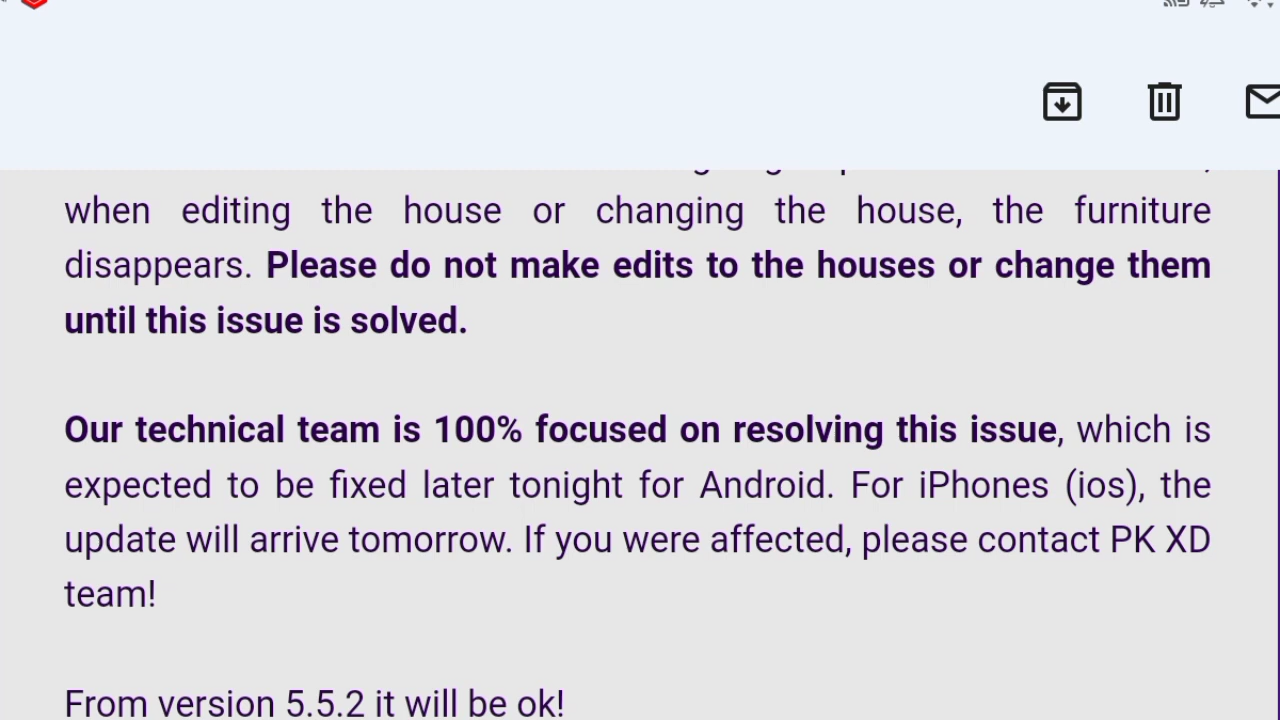 when editing the house or changing the house, the furniture
disappears. Please do not make edits to the houses or change them
until this issue is solved.
Our technical team is 100% focused on resolving this issue, which is
expected to be fixed later tonight for Android. For iPhones (ios), the
update will arrive tomorrow. If you were affected, please contact PK XD
team!
From version 5.5.2 it will be ok!